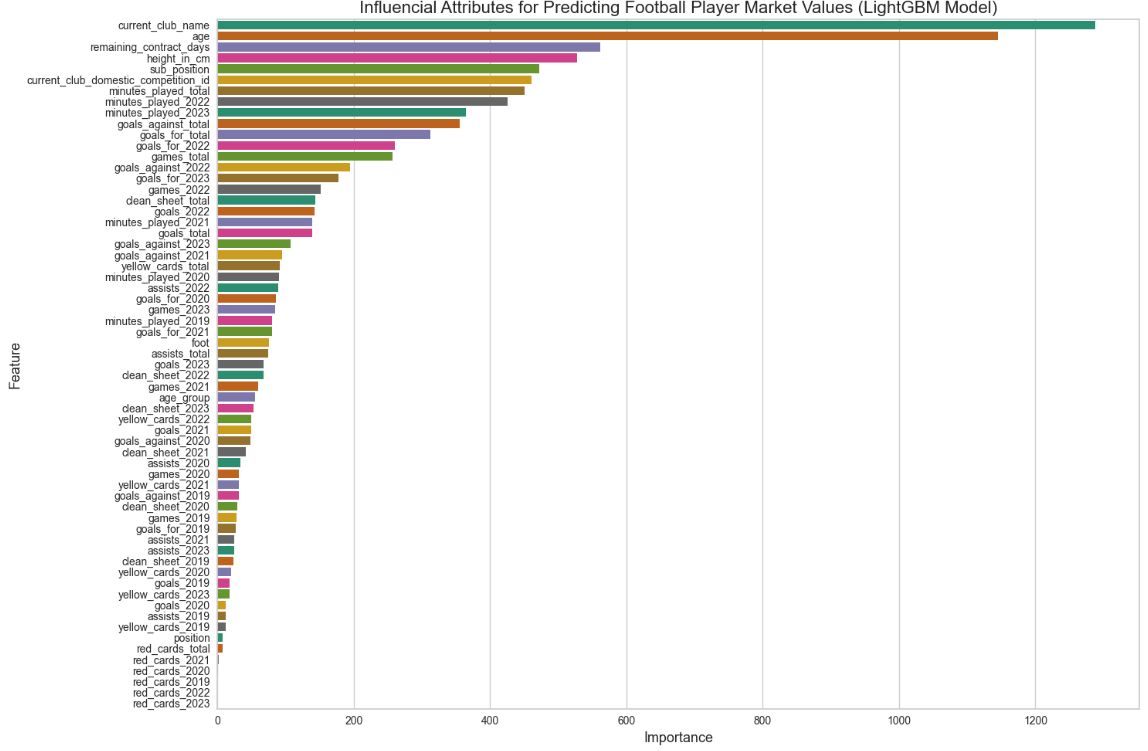 Influencial Attributes for Predicting Football Player Market Values (LightGBM Model)
current_club_name
age
remaining_contract_days
height_in_cm
sub_position
current_club_domestic_competition_id
minutes_played_total
minutes_played_2022
minutes_played_2023
goals_against_total
goals_for_total
goals_for_2022
games_total
goals_against_2022
goals_for_2023
games_2022
clean_sheet_total
goals_2022
minutes_played_2021
goals_total
goals_against_2023
goals_against_2021
yellow_cards_total
minutes_played_2020
assists_2022
goals_for_2020
games_2023
minutes_played_2019
goals_for_2021
foot
assists_total
goals_2023
clean_sheet_2022
games_2021
age_group
clean_sheet_2023
yellow_cards_2022
goals_2021
goals_against_2020
clean_sheet_2021
assists_2020
games_2020
yellow_cards_2021
goals_against_2019
clean_sheet_2020
games_2019
goals_for_2019
assists_2021
assists_2023
clean_sheet_2019
yellow_cards_2020
goals_2019
yellow_cards_2023
goals_2020
assists_2019
yellow_cards_2019
position
red_cards_total
red_cards_2021
red_cards_2020
red_cards_2019
red_cards_2022
red_cards_2023
Feature
0 200 400 600 800 1000 1200
Importance